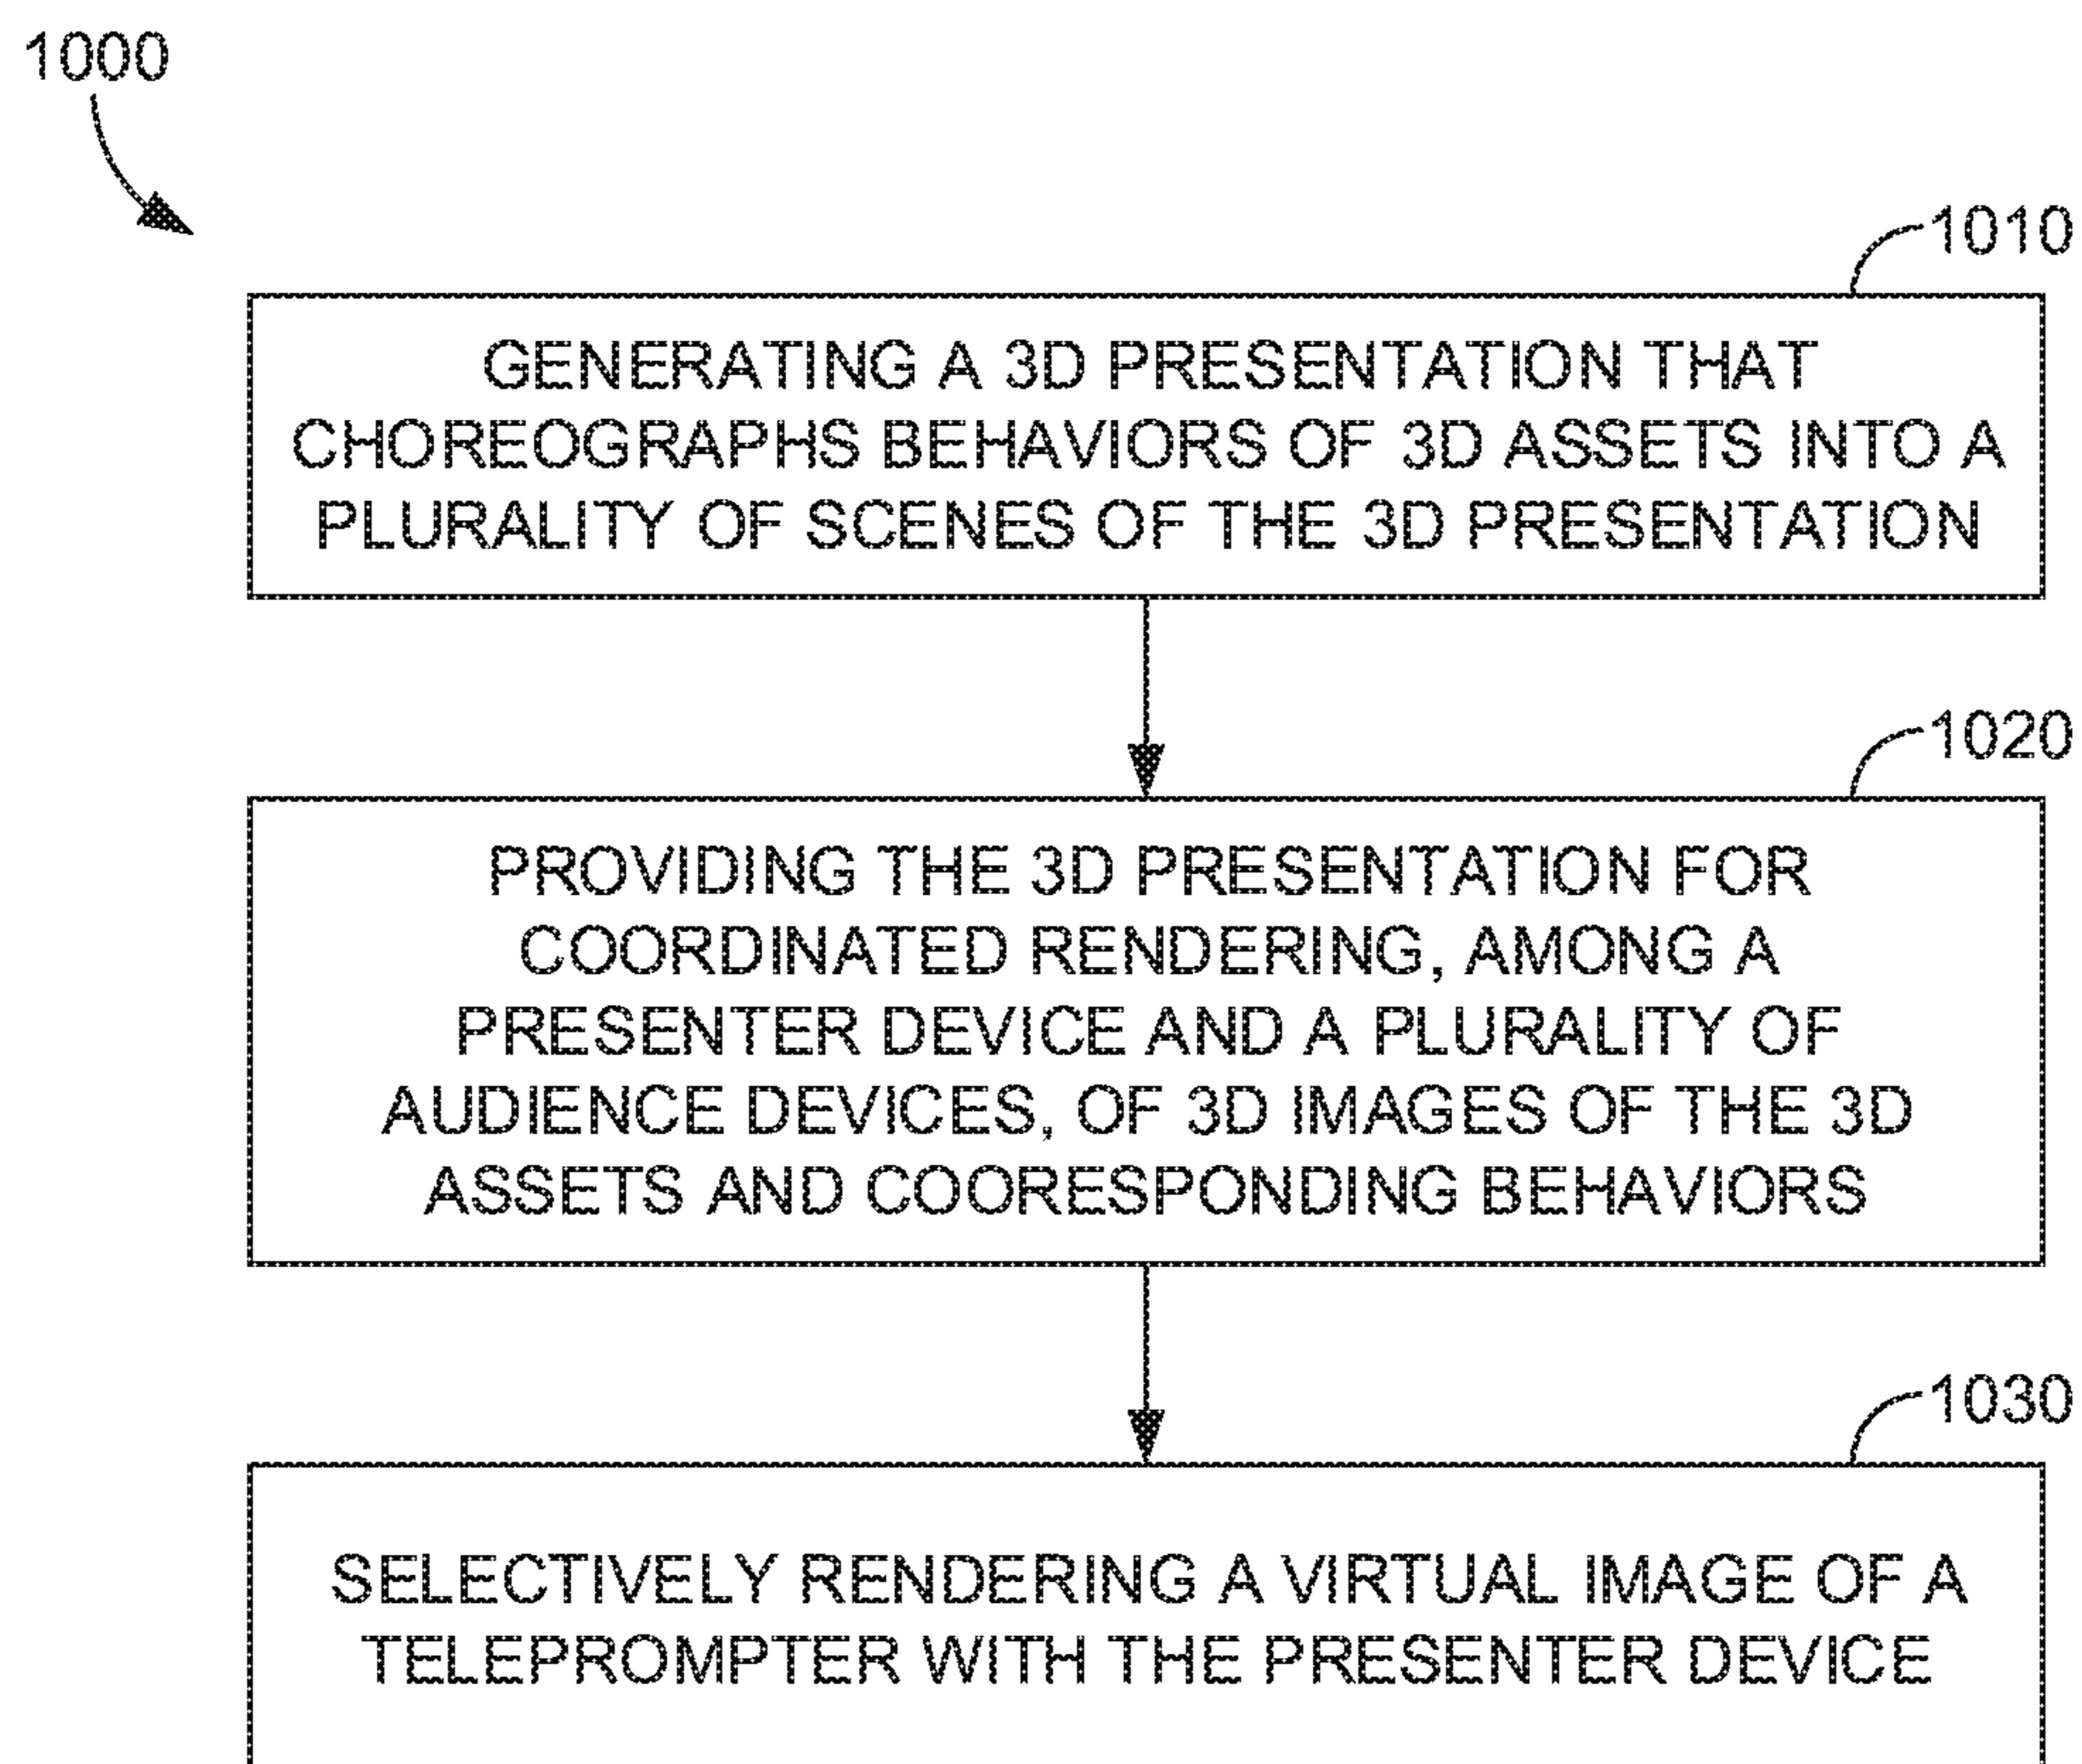 1000
1010
GENERATING A 3D PRESENTATION THAT
CHOREOGRAPHS BEHAVIORS OF 3D ASSETS INTO A
PLURALITY OF SCENES OF THE 3D PRESENTATION
1020
PROVIDING THE 3D PRESENTATION FOR
COORDINATED RENDERING, AMONG A
PRESENTER DEVICE AND A PLURALITY OF
AUDIENCE DEVICES, OF 3D IMAGES OF THE 3D
ASSETS AND COORESPONDING BEHAVIORS
1030
SELECTIVELY RENDERING A VIRTUAL IMAGE OF A
TELEPROMPTER WITH THE PRESENTER DEVICE